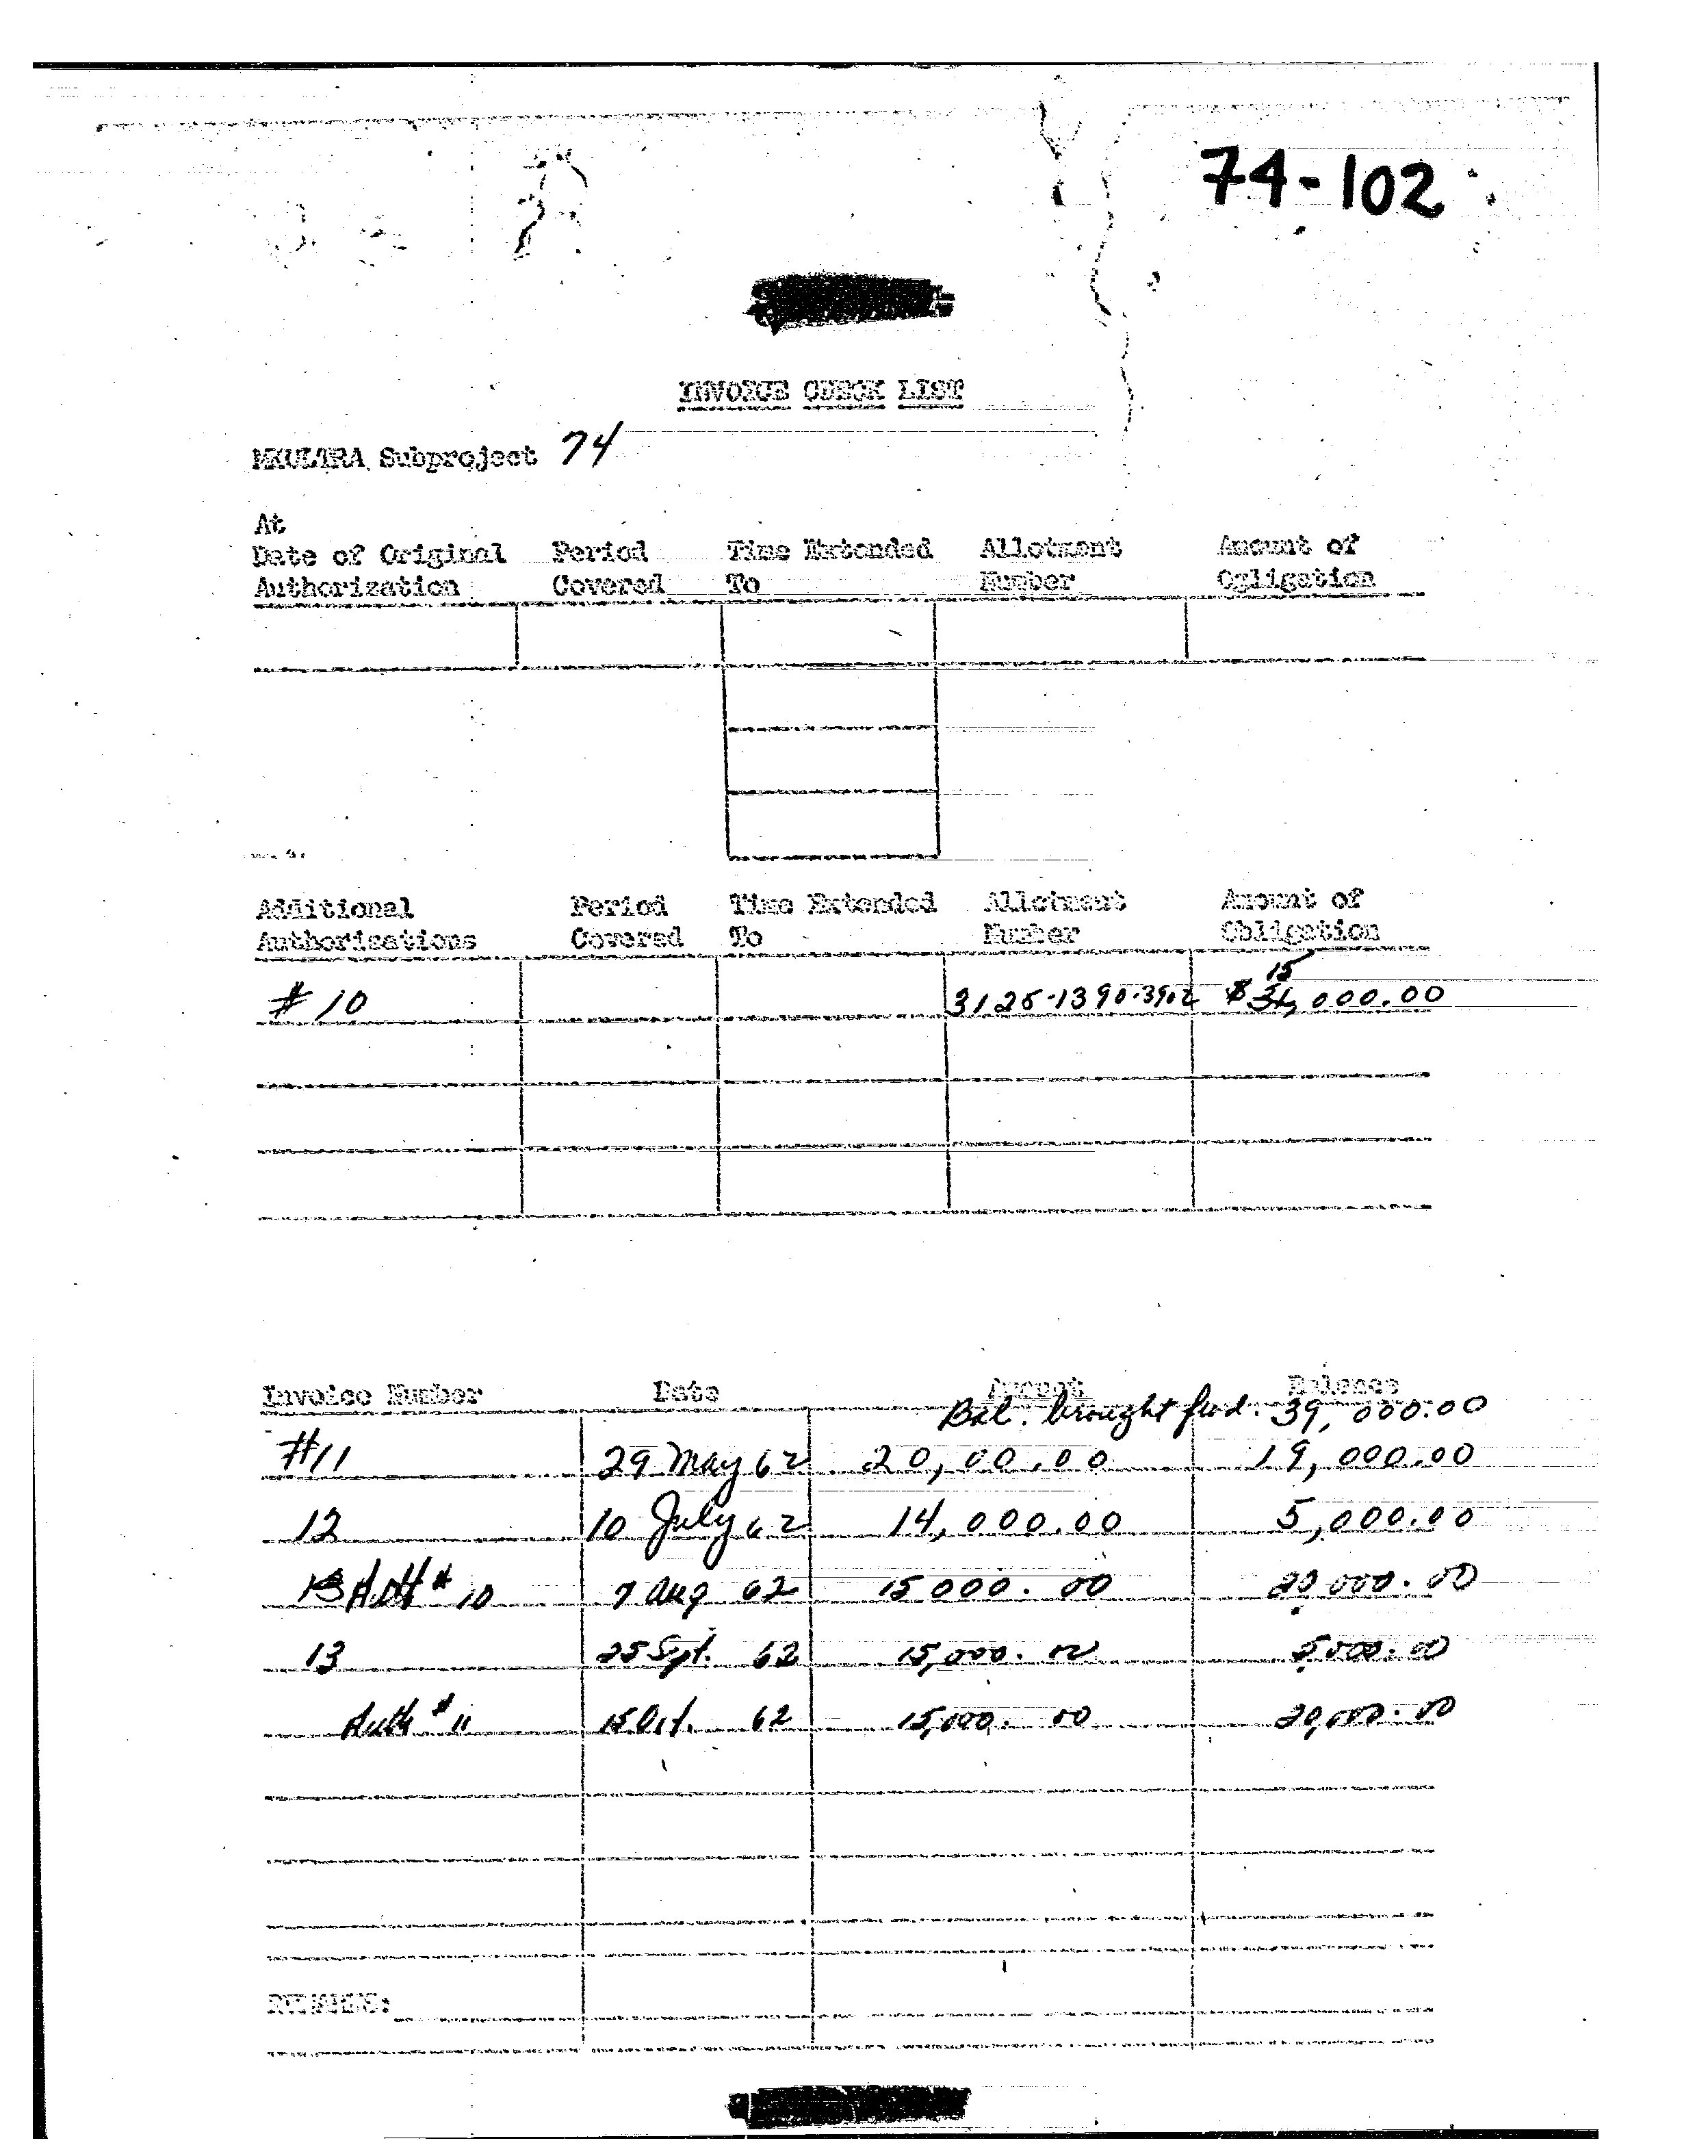 74-102
INVOICE CHECK LIST
MKULTRA Subproject 74
At
Date of Original Period Time Extended Allotment Amount of
Authorization Covered To Number Ogligation
Additional Period Time Extended Allotment Amount of
Authorizations Covered To Number Obligation
15
# 10 3125-1390-3902 $ 34,000.00
Invoice Number Date Amount Balance
Bal. brought fwd. 39,000.00
#11 29 May 62 20,00.00 19,000.00
12 10 July 62 14,000.00 5,000.00
13 Auth # 10 7 Aug 62 15000.00 20,000.00
13 25 Sept. 62 15,000.00 5,000.00
Auth # 11 15 Oct. 62 15,000.00 20,000.00
REMARKS: